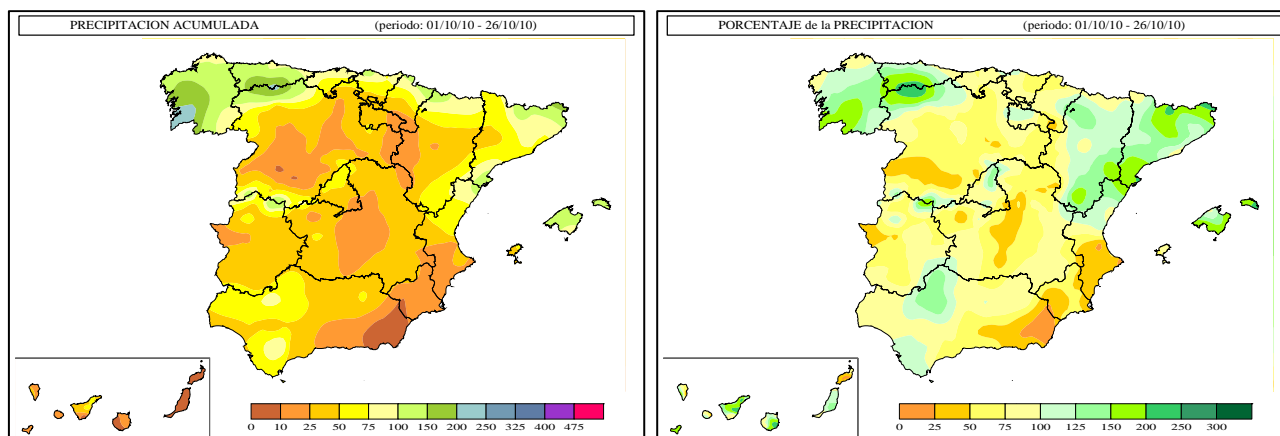 PRECIPITACION ACUMULADA (periodo: 01/10/10 - 26/10/10)
0 10 25 50 75 100 150 200 250 325 400 475
PORCENTAJE de la PRECIPITACION (periodo: 01/10/10 - 26/10/10)
0 25 50 75 100 125 150 200 250 300